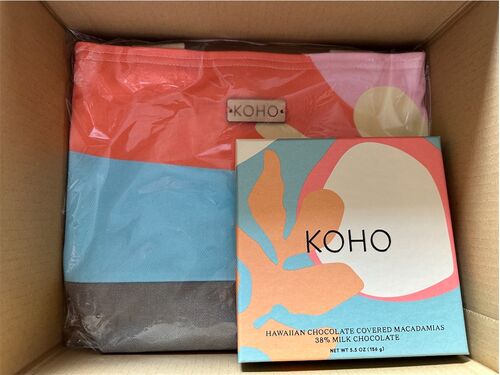 KOHO
KOHO
HAWAIIAN CHOCOLATE COVERED MACADAMIAS
38% MILK CHOCOLATE
NET WT 5.5 OZ (156 g)